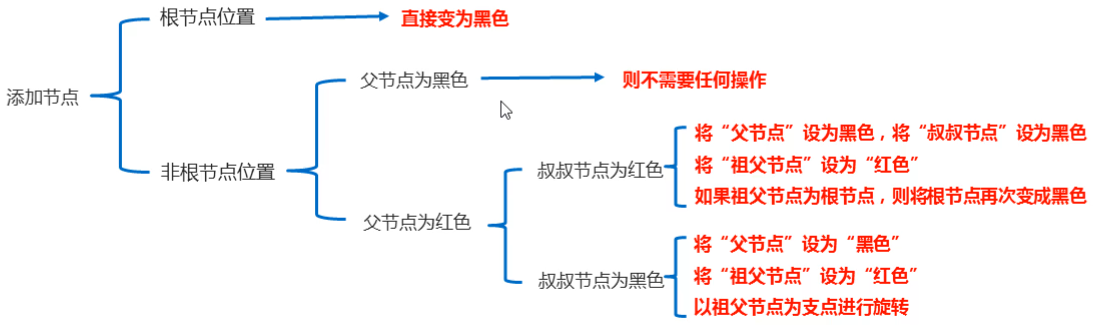 添加节点
根节点位置
直接变为黑色
非根节点位置
父节点为黑色
则不需要任何操作
父节点为红色
叔叔节点为红色
将“父节点”设为黑色，将“叔叔节点”设为黑色
将“祖父节点”设为“红色”
如果祖父节点为根节点，则将根节点再次变成黑色
叔叔节点为黑色
将“父节点”设为“黑色”
将“祖父节点”设为“红色”
以祖父节点为支点进行旋转